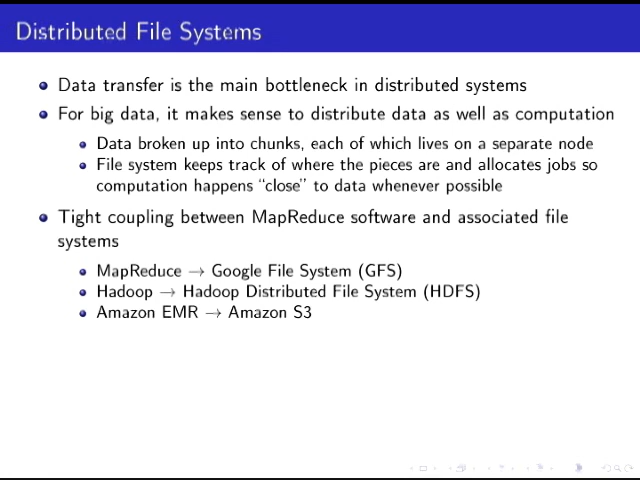 Distributed File Systems
Data transfer is the main bottleneck in distributed systems
For big data, it makes sense to distribute data as well as computation
Data broken up into chunks, each of which lives on a separate node
File system keeps track of where the pieces are and allocates jobs so
computation happens “close” to data whenever possible
Tight coupling between MapReduce software and associated file
systems
MapReduce → Google File System (GFS)
Hadoop → Hadoop Distributed File System (HDFS)
Amazon EMR → Amazon S3